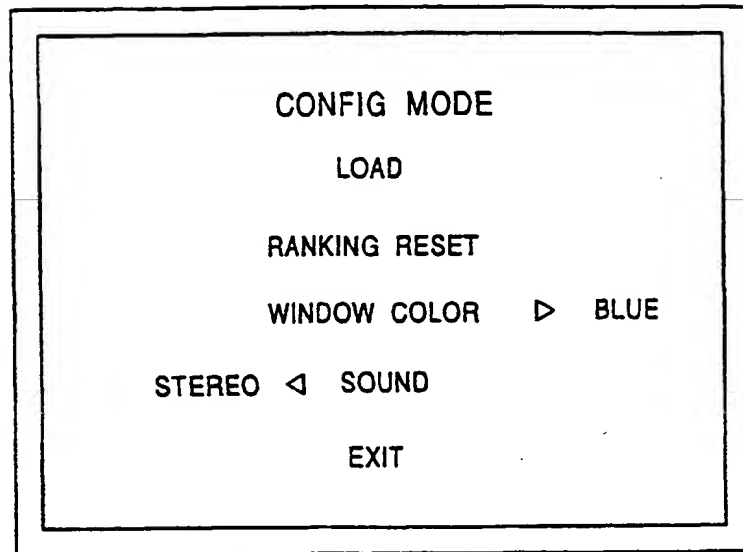 CONFIG MODE
LOAD
RANKING RESET
WINDOW COLOR ▷ BLUE
STEREO ◁ SOUND
EXIT